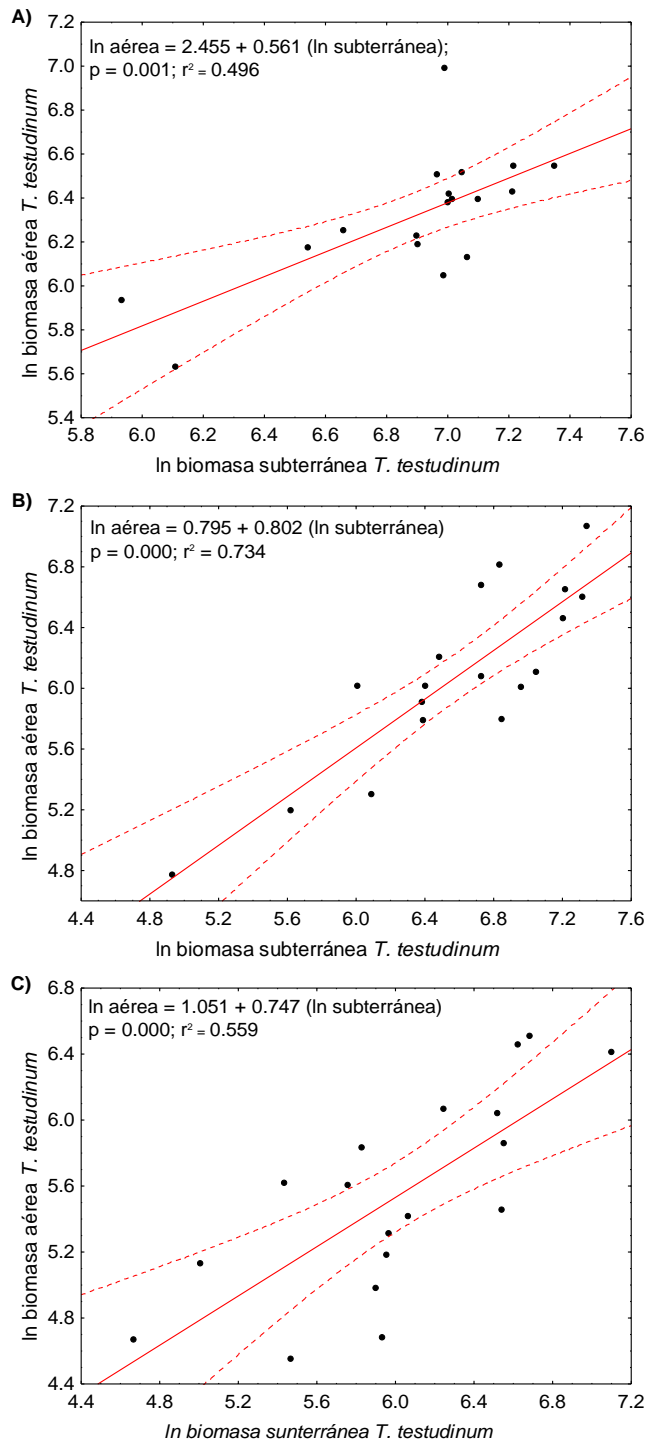 A)
ln aérea = 2.455 + 0.561 (ln subterránea);
p = 0.001; r² = 0.496
ln biomasa aérea T. testudinum
7.0
6.8
6.6
6.4
6.2
6.0
5.8
5.6
5.4
5.8 6.0 6.2 6.4 6.6 6.8 7.0 7.2 7.4 7.6
ln biomasa subterránea T. testudinum
B)
ln aérea = 0.795 + 0.802 (ln subterránea)
p = 0.000; r² = 0.734
ln biomasa aérea T. testudinum
7.2
6.8
6.4
6.0
5.6
5.2
4.8
4.4 4.8 5.2 5.6 6.0 6.4 6.8 7.2 7.6
ln biomasa subterránea T. testudinum
C)
ln aérea = 1.051 + 0.747 (ln subterránea)
p = 0.000; r² = 0.559
ln biomasa aérea T. testudinum
6.8
6.4
6.0
5.6
5.2
4.8
4.4
4.4 4.8 5.2 5.6 6.0 6.4 6.8 7.2
ln biomasa sunterránea T. testudinum